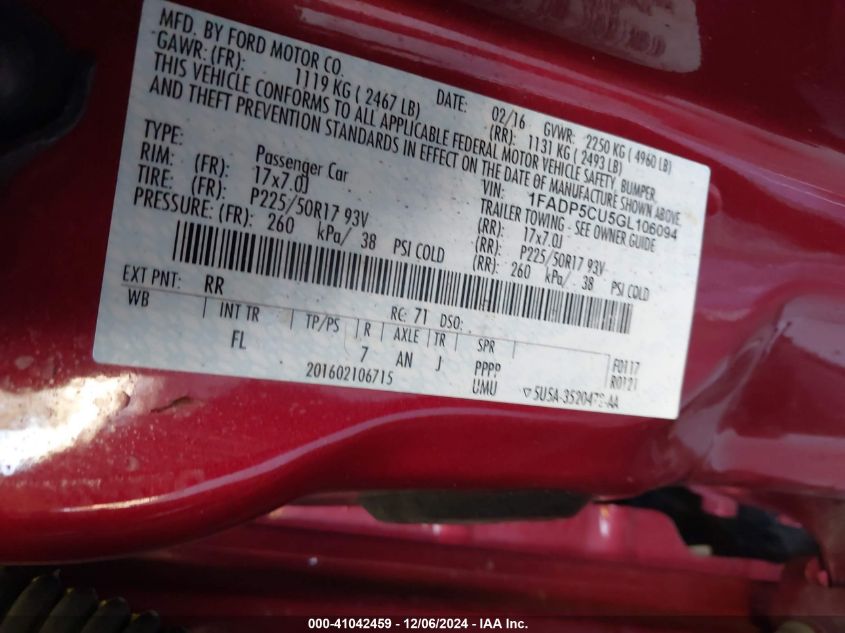 MFD. BY FORD MOTOR CO.
DATE: 02/16 GVWR: 2250 KG ( 4960 LB)
GAWR: (FR): 1119 KG ( 2467 LB) (RR): 1131 KG ( 2493 LB)
THIS VEHICLE CONFORMS TO ALL APPLICABLE FEDERAL MOTOR VEHICLE SAFETY, BUMPER,
AND THEFT PREVENTION STANDARDS IN EFFECT ON THE DATE OF MANUFACTURE SHOWN ABOVE.
VIN: 1FADP5CU5GL106094
TYPE: Passenger Car TRAILER TOWING - SEE OWNER GUIDE
RIM: (FR): 17x7.0J (RR): 17x7.0J
TIRE: (FR): P225/50R17 93V (RR): P225/50R17 93V
PRESSURE: (FR): 260 kPa/ 38 PSI COLD (RR): 260 kPa/ 38 PSI COLD
EXT PNT: RR RC: 71 DSO:
WB INT TR TP/PS R AXLE TR SPR
FL 7 AN J PPPP F0117
201602106715 UMU R0121
▽5U5A-3520472-AA
000-41042459 - 12/06/2024 - IAA Inc.